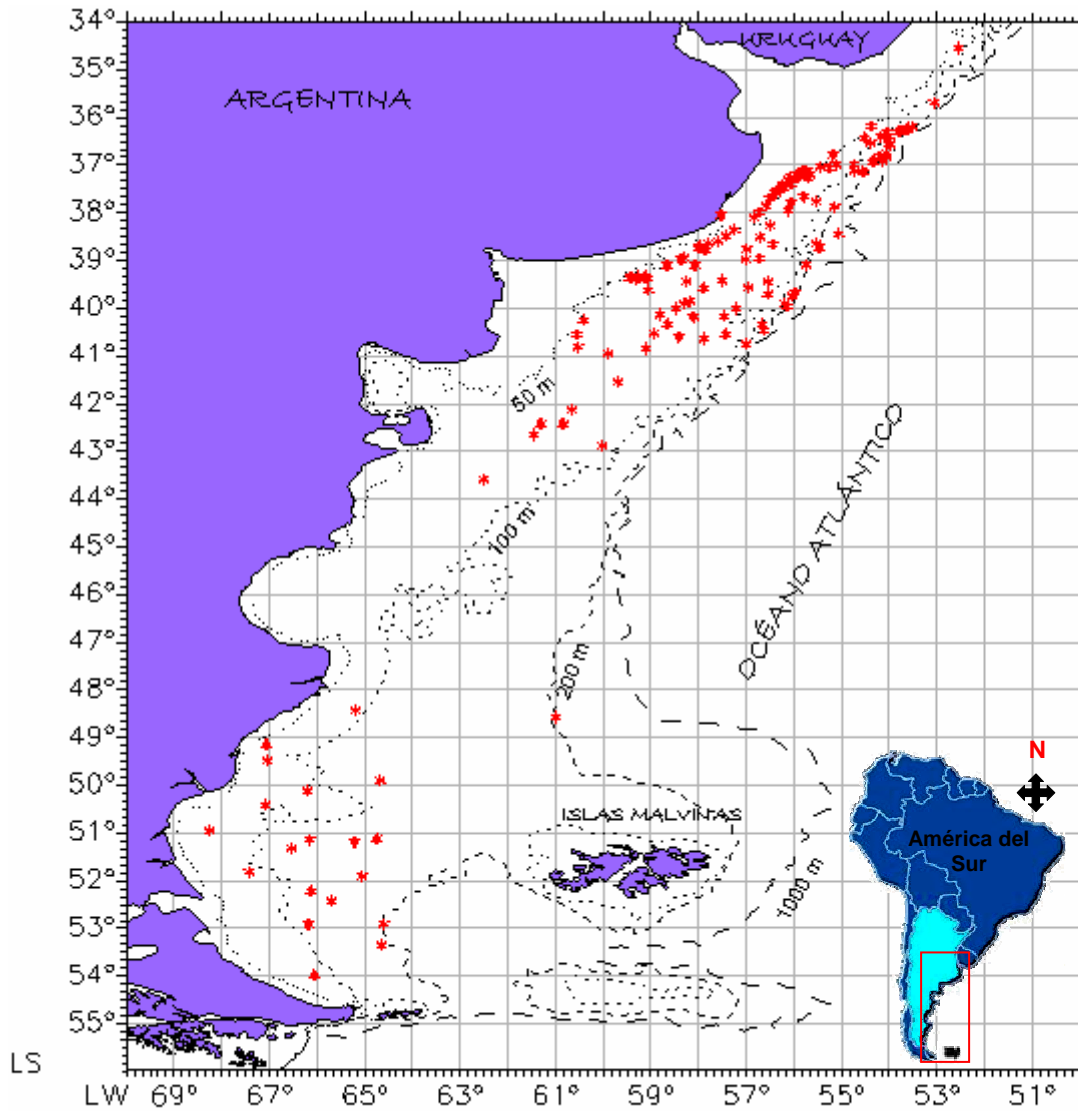 34°
35°
36°
37°
38°
39°
40°
41°
42°
43°
44°
45°
46°
47°
48°
49°
50°
51°
52°
53°
54°
55°
LS
LW 69° 67° 65° 63° 61° 59° 57° 55° 53° 51°
URUGUAY
ARGENTINA
50 m
100 m
200 m
OCÉANO ATLÁNTICO
ISLAS MALVINAS
1000 m
N
América del
Sur